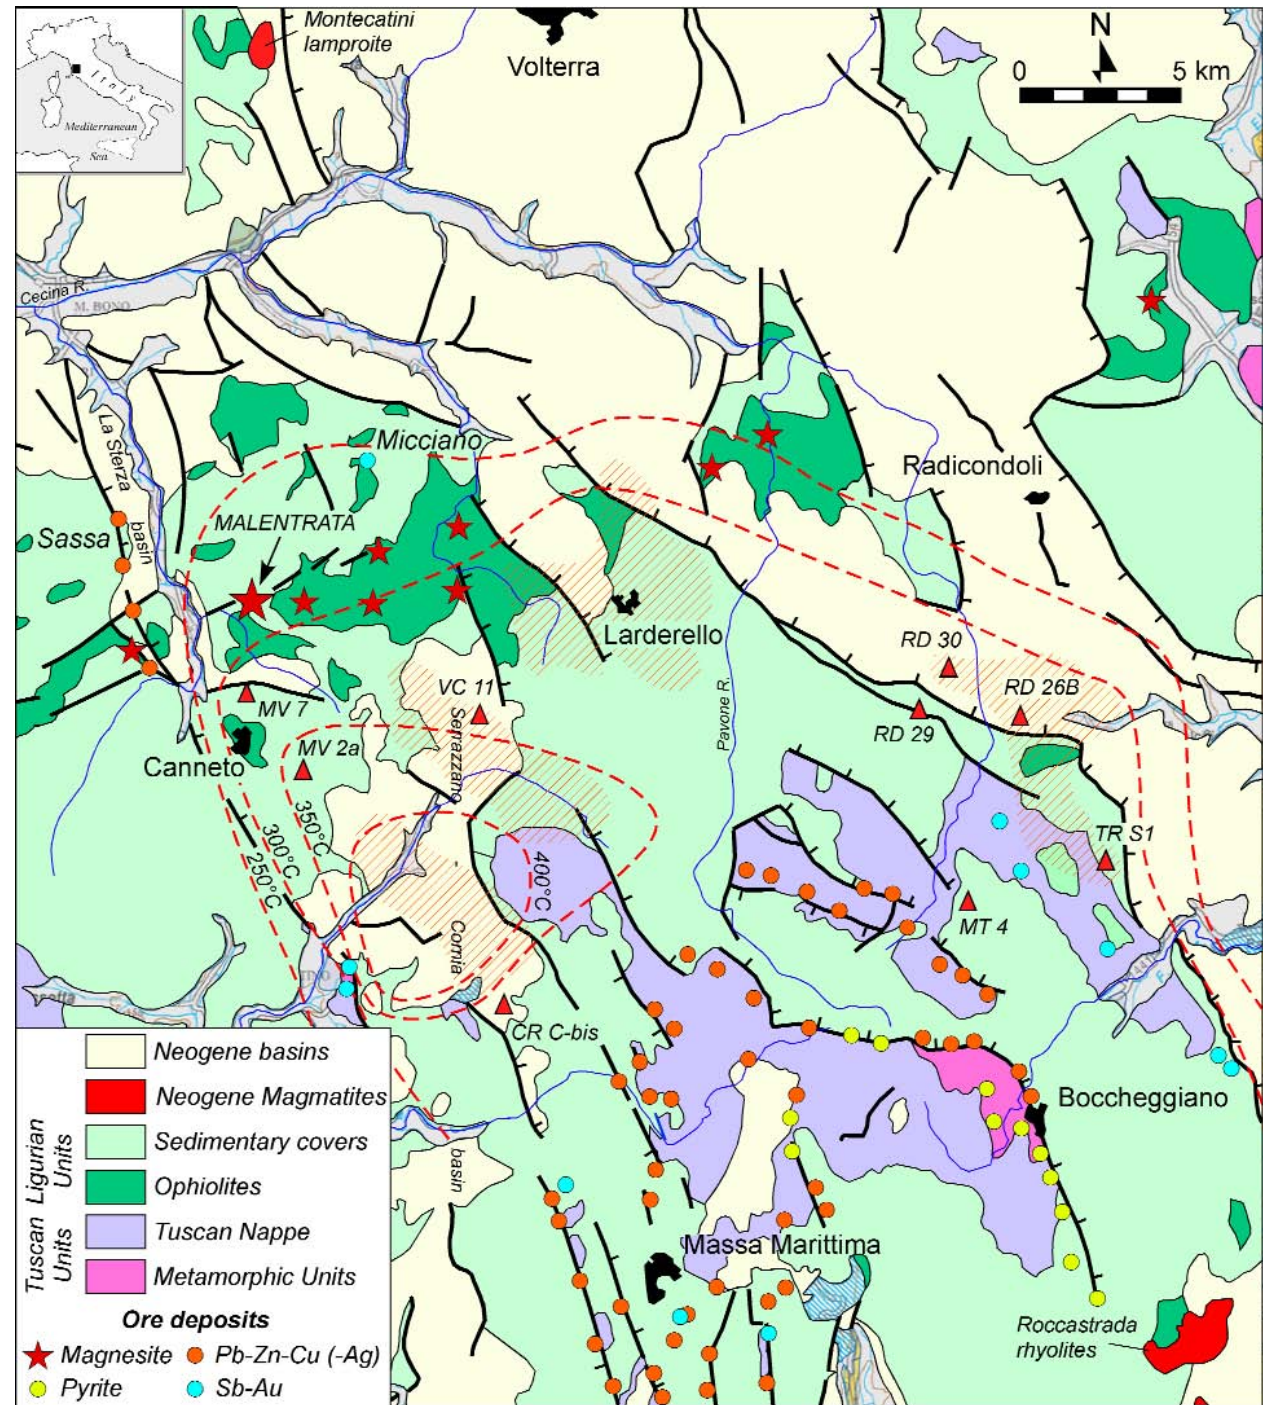 Montecatini
lamproite
Volterra
N
0 5 km
Italy
Mediterranean
Sea
Cecina R.
M. BONO
La Sterza
basin
Micciano
Radicondoli
MALENTRATA
Sassa
Larderello
RD 30
RD 26B
RD 29
VC 11
MV 7
MV 2a
Canneto
Serrazzano
Pavone R.
350°C
300°C
250°C
400°C
TR S1
MT 4
Cornia
CR C-bis
basin
Boccheggiano
Massa Marittima
Roccastrada
rhyolites
Neogene basins
Neogene Magmatites
Ligurian
Units
Sedimentary covers
Ophiolites
Tuscan
Units
Tuscan Nappe
Metamorphic Units
Ore deposits
Magnesite Pb-Zn-Cu (-Ag)
Pyrite Sb-Au